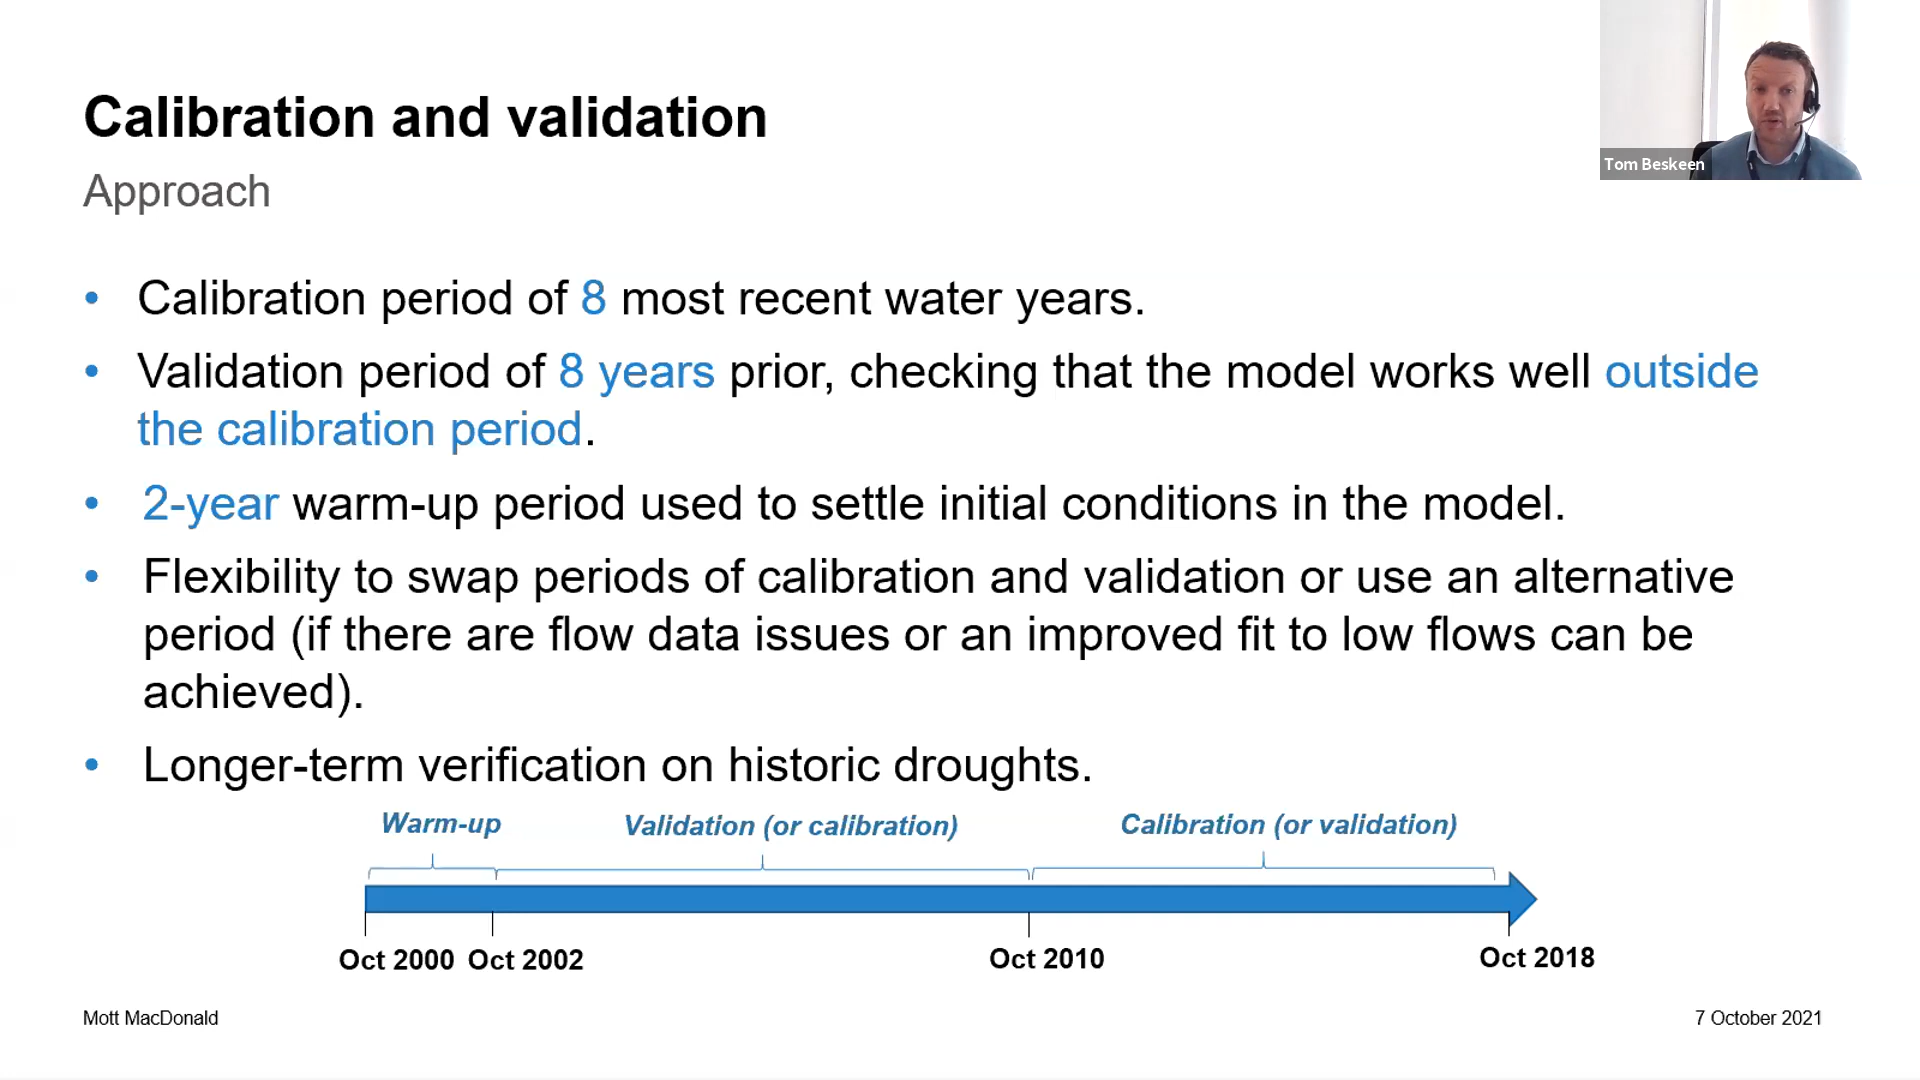 Calibration and validation
Approach
Tom Beskeen
• Calibration period of 8 most recent water years.
• Validation period of 8 years prior, checking that the model works well outside
the calibration period.
• 2-year warm-up period used to settle initial conditions in the model.
• Flexibility to swap periods of calibration and validation or use an alternative
period (if there are flow data issues or an improved fit to low flows can be
achieved).
• Longer-term verification on historic droughts.
Warm-up Validation (or calibration) Calibration (or validation)
Oct 2000 Oct 2002 Oct 2010 Oct 2018
Mott MacDonald 7 October 2021